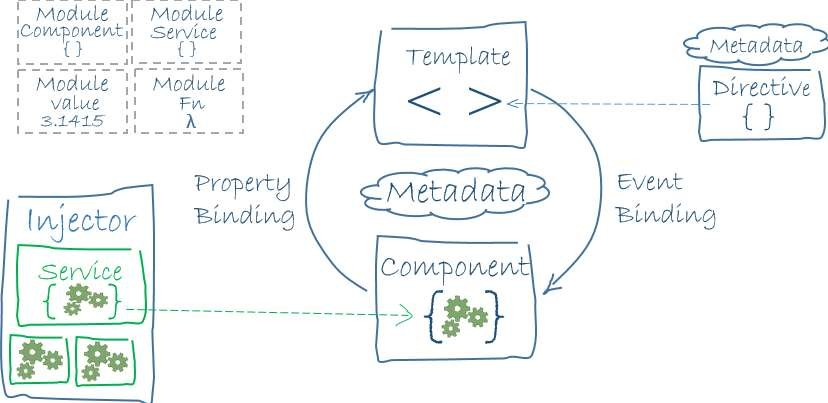 Module
Component
{ }
Module
Service
{ }
Module
value
3.1415
Module
Fn
λ
Template
< >
Metadata
Directive
{ }
Property
Binding
Metadata
Event
Binding
Injector
Service
{ }
Component
{ }